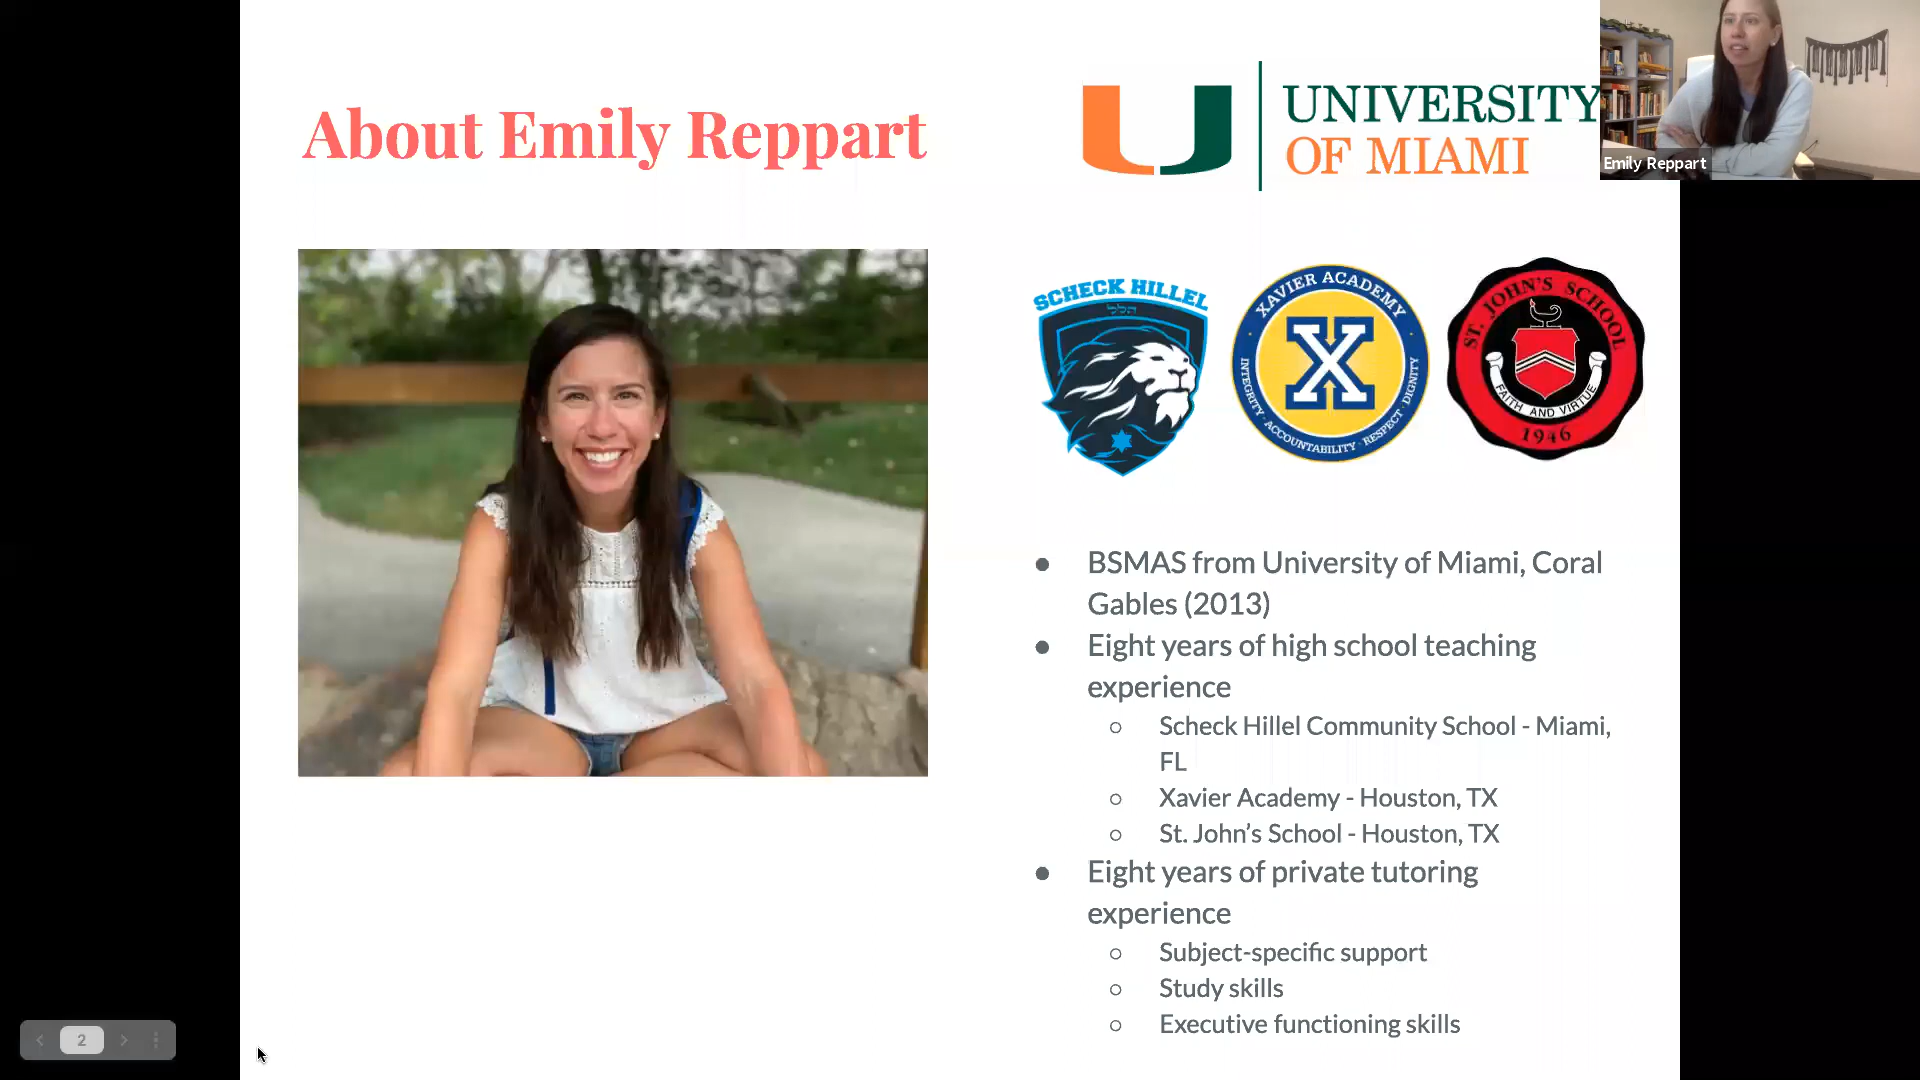 About Emily Reppart
UNIVERSITY
OF MIAMI
Emily Reppart
SCHECK HILLEL
הלל
XAVIER ACADEMY
X
INTEGRITY · ACCOUNTABILITY · RESPECT · DIGNITY
ST. JOHN'S SCHOOL
FAITH AND VIRTUE
1946
● BSMAS from University of Miami, Coral
Gables (2013)
● Eight years of high school teaching
experience
○ Scheck Hillel Community School - Miami,
FL
○ Xavier Academy - Houston, TX
○ St. John’s School - Houston, TX
● Eight years of private tutoring
experience
○ Subject-specific support
○ Study skills
○ Executive functioning skills
2